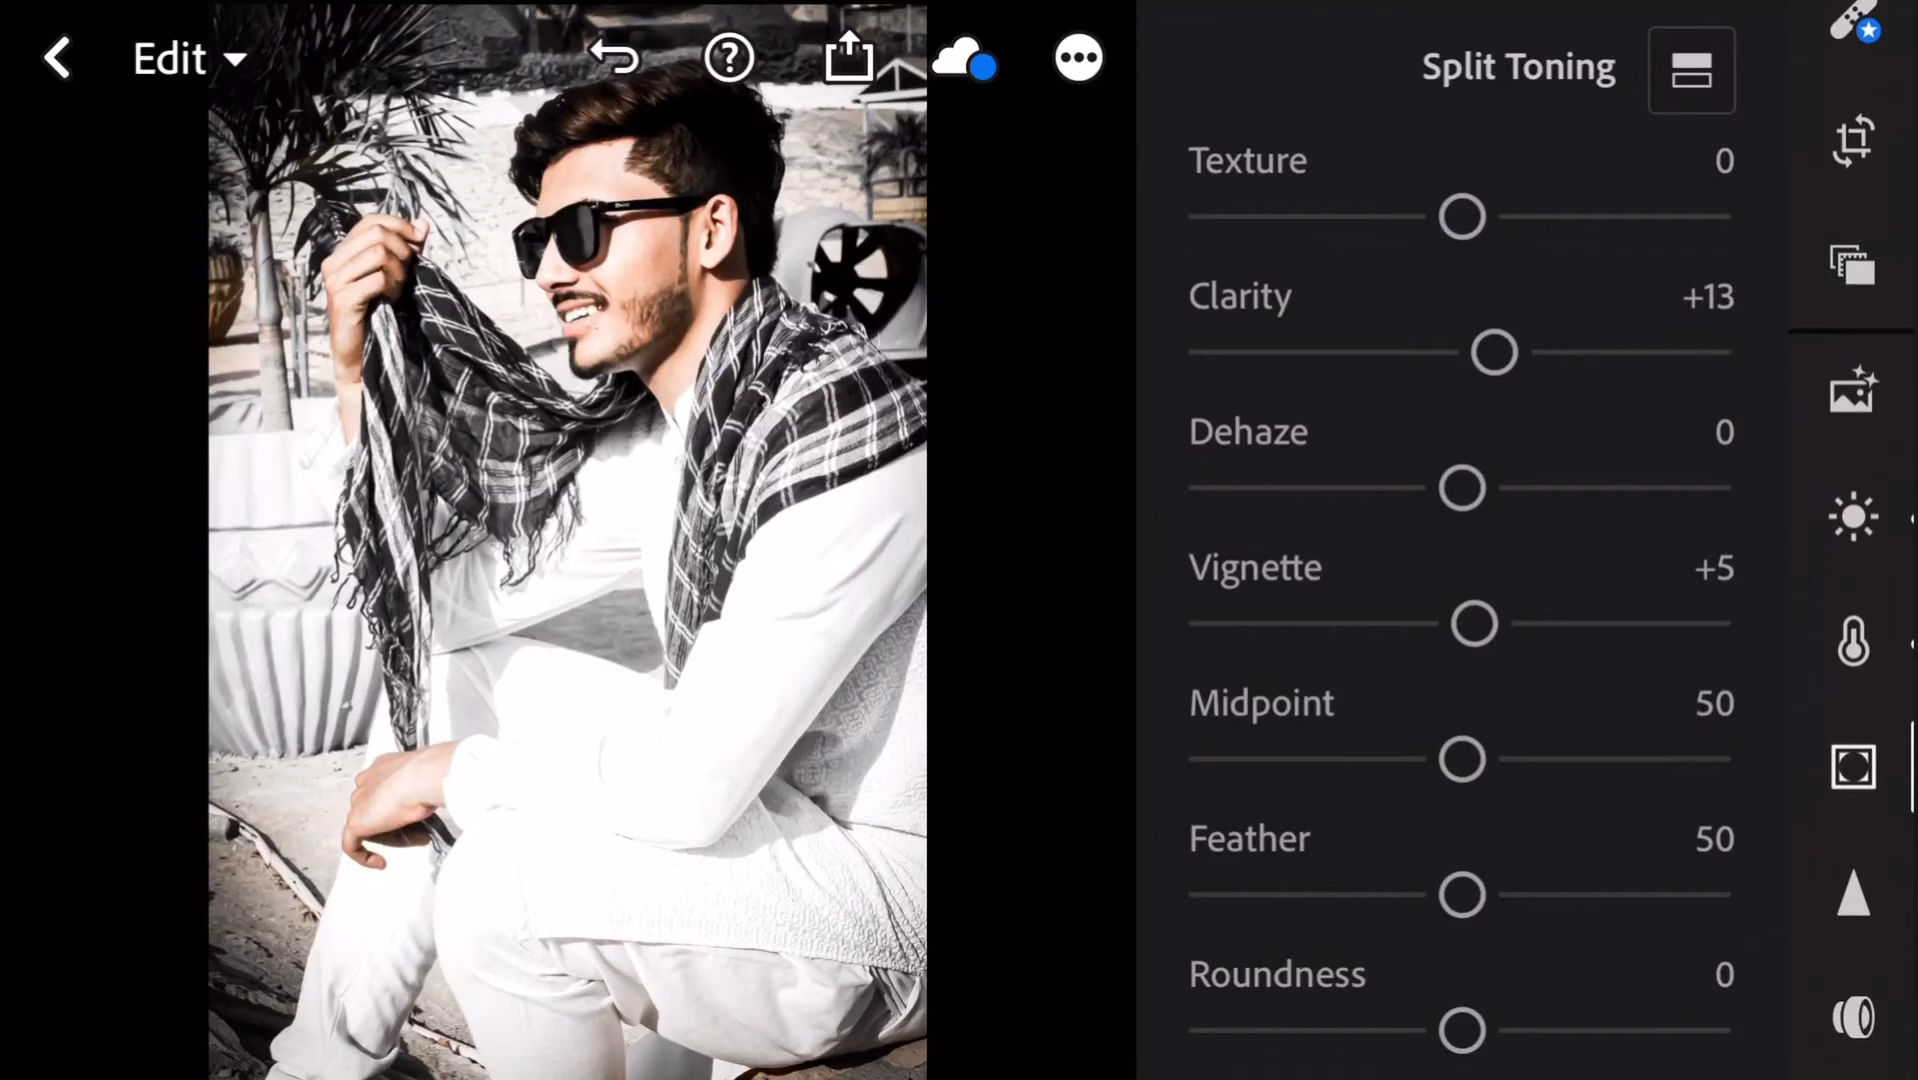 Edit
Split Toning
Texture 0
Clarity +13
Dehaze 0
Vignette +5
Midpoint 50
Feather 50
Roundness 0